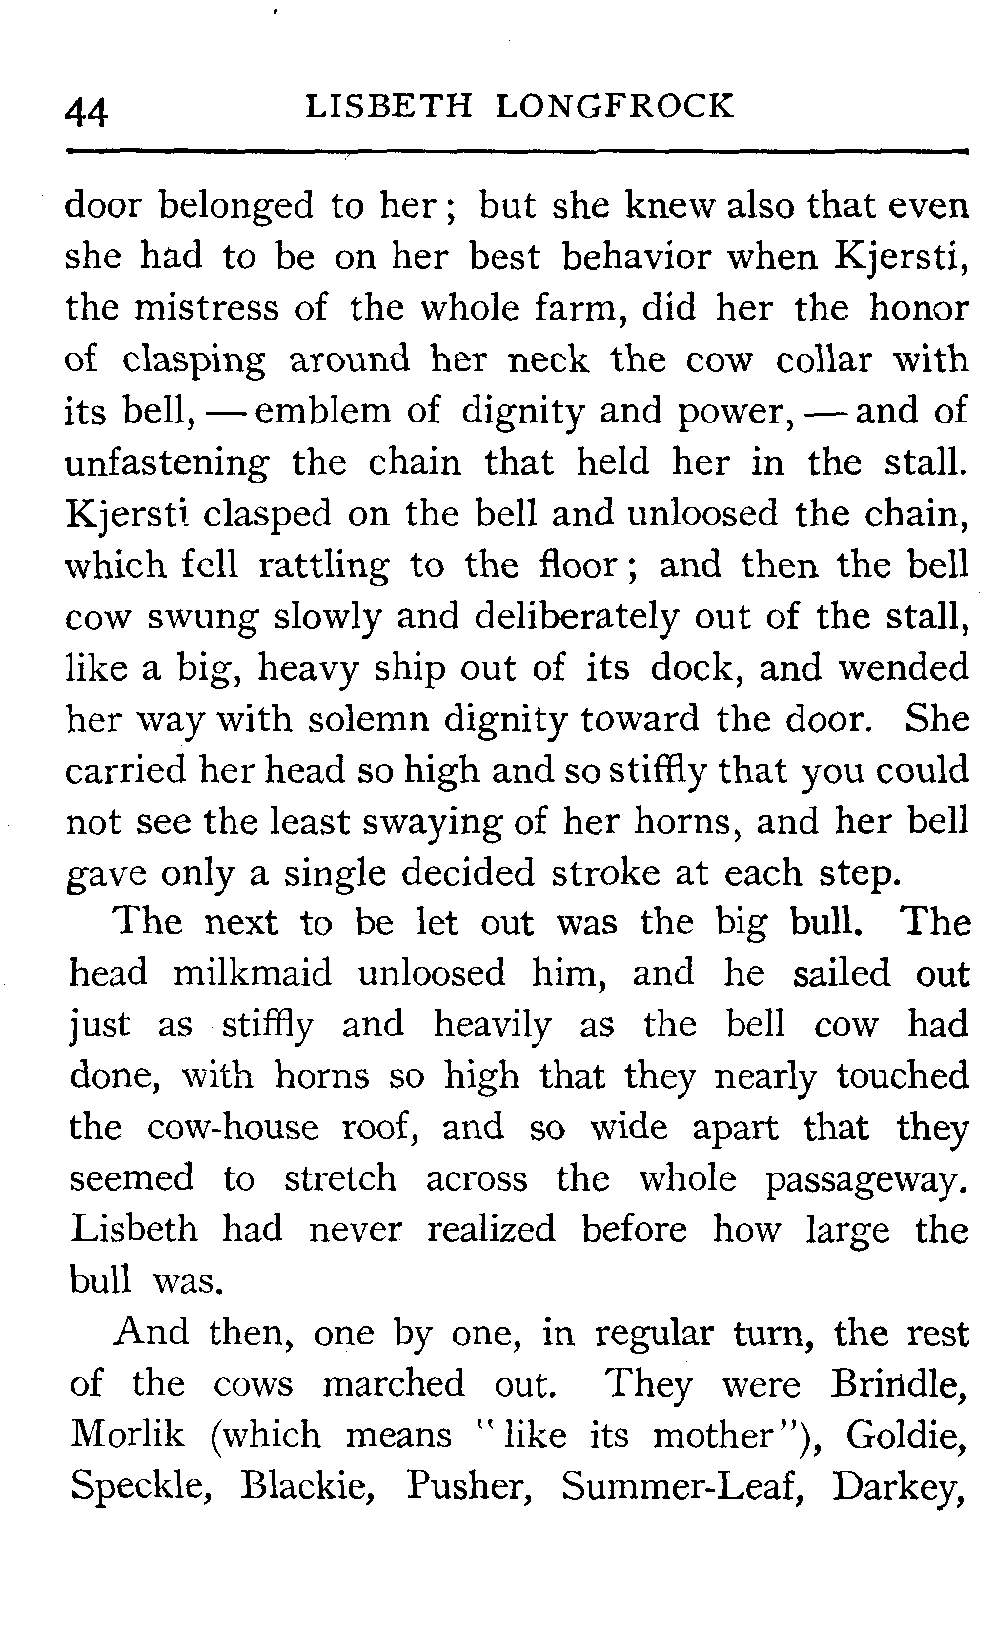 44 LISBETH LONGFROCK
door belonged to her; but she knew also that even
she had to be on her best behavior when Kjersti,
the mistress of the whole farm, did her the honor
of clasping around her neck the cow collar with
its bell, — emblem of dignity and power, — and of
unfastening the chain that held her in the stall.
Kjersti clasped on the bell and unloosed the chain,
which fell rattling to the floor; and then the bell
cow swung slowly and deliberately out of the stall,
like a big, heavy ship out of its dock, and wended
her way with solemn dignity toward the door. She
carried her head so high and so stiffly that you could
not see the least swaying of her horns, and her bell
gave only a single decided stroke at each step.
The next to be let out was the big bull. The
head milkmaid unloosed him, and he sailed out
just as stiffly and heavily as the bell cow had
done, with horns so high that they nearly touched
the cow-house roof, and so wide apart that they
seemed to stretch across the whole passageway.
Lisbeth had never realized before how large the
bull was.
And then, one by one, in regular turn, the rest
of the cows marched out. They were Brindle,
Morlik (which means "like its mother"), Goldie,
Speckle, Blackie, Pusher, Summer-Leaf, Darkey,